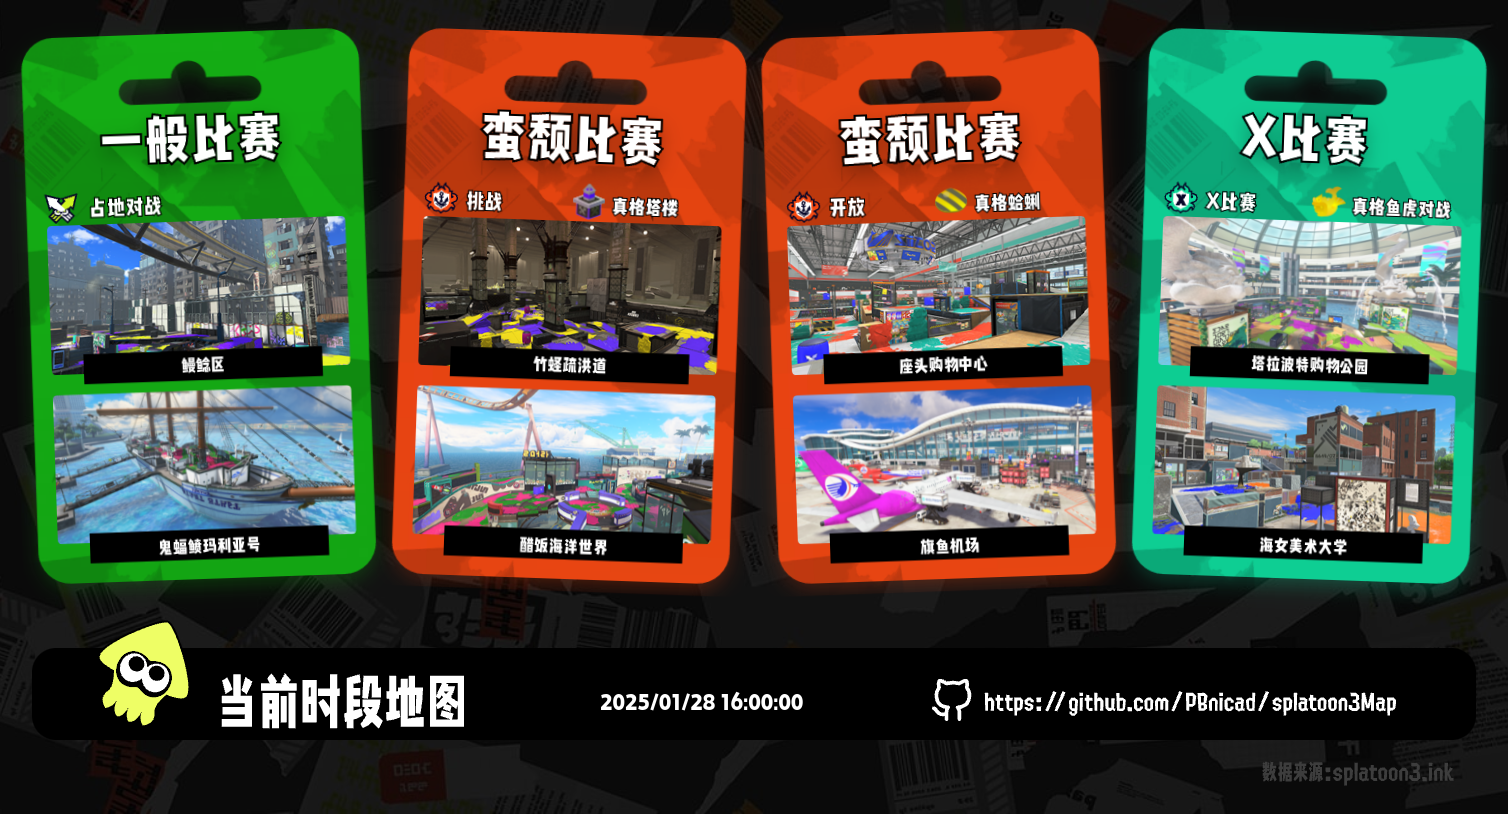 一般比赛
占地对战
鳗鲶区
鬼蝠鲼玛利亚号
蛮颓比赛
挑战
真格塔楼
竹蛏疏洪道
醋饭海洋世界
蛮颓比赛
开放
真格蛤蜊
座头购物中心
旗鱼机场
X比赛
X比赛
真格鱼虎对战
塔拉波特购物公园
海女美术大学
当前时段地图
2025/01/28 16:00:00
https://github.com/PBnicad/splatoon3Map
数据来源:splatoon3.ink